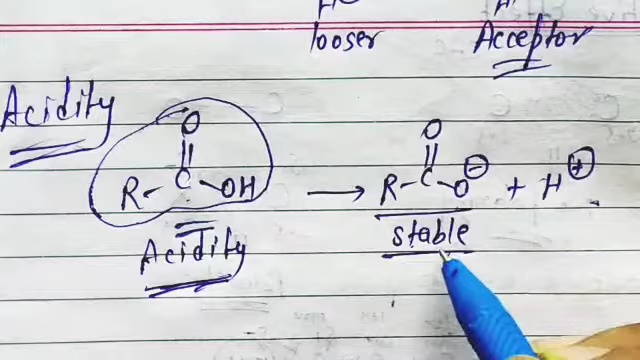 H⊕ H⊕
looser Acceptor
Acidity
O O
R-C-OH → R-C-O⊖ + H⊕
Acidity stable